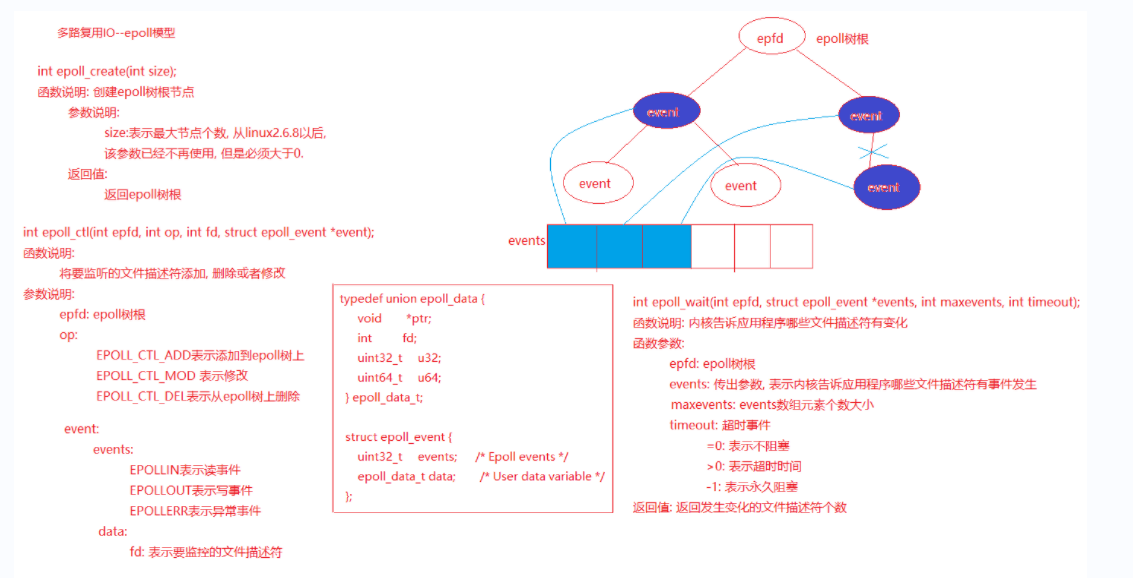 多路复用IO--epoll模型
int epoll_create(int size);
函数说明: 创建epoll树根节点
参数说明:
size:表示最大节点个数, 从linux2.6.8以后,
该参数已经不再使用, 但是必须大于0.
返回值:
返回epoll树根
int epoll_ctl(int epfd, int op, int fd, struct epoll_event *event);
函数说明:
将要监听的文件描述符添加, 删除或者修改
参数说明:
epfd: epoll树根
op:
EPOLL_CTL_ADD表示添加到epoll树上
EPOLL_CTL_MOD 表示修改
EPOLL_CTL_DEL表示从epoll树上删除
event:
events:
EPOLLIN表示读事件
EPOLLOUT表示写事件
EPOLLERR表示异常事件
data:
fd: 表示要监控的文件描述符
epfd
epoll树根
event
event
event
event
event
events
typedef union epoll_data {
void *ptr;
int fd;
uint32_t u32;
uint64_t u64;
} epoll_data_t;
struct epoll_event {
uint32_t events; /* Epoll events */
epoll_data_t data; /* User data variable */
};
int epoll_wait(int epfd, struct epoll_event *events, int maxevents, int timeout);
函数说明: 内核告诉应用程序哪些文件描述符有变化
函数参数:
epfd: epoll树根
events: 传出参数, 表示内核告诉应用程序哪些文件描述符有事件发生
maxevents: events数组元素个数大小
timeout: 超时事件
=0: 表示不阻塞
>0: 表示超时时间
-1: 表示永久阻塞
返回值: 返回发生变化的文件描述符个数